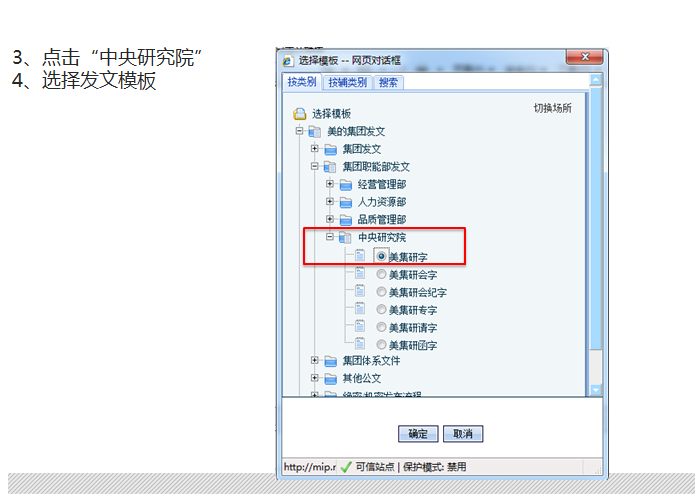 3、点击“中央研究院”
4、选择发文模板
选择模板 -- 网页对话框
按类别 按辅类别 搜索
切换场所
选择模板
美的集团发文
集团发文
集团职能部发文
经营管理部
人力资源部
品质管理部
中央研究院
美集研字
美集研会字
美集研会纪字
美集研专字
美集研请字
美集研函字
集团体系文件
其他公文
确定 取消
http://mip.r 可信站点 | 保护模式: 禁用